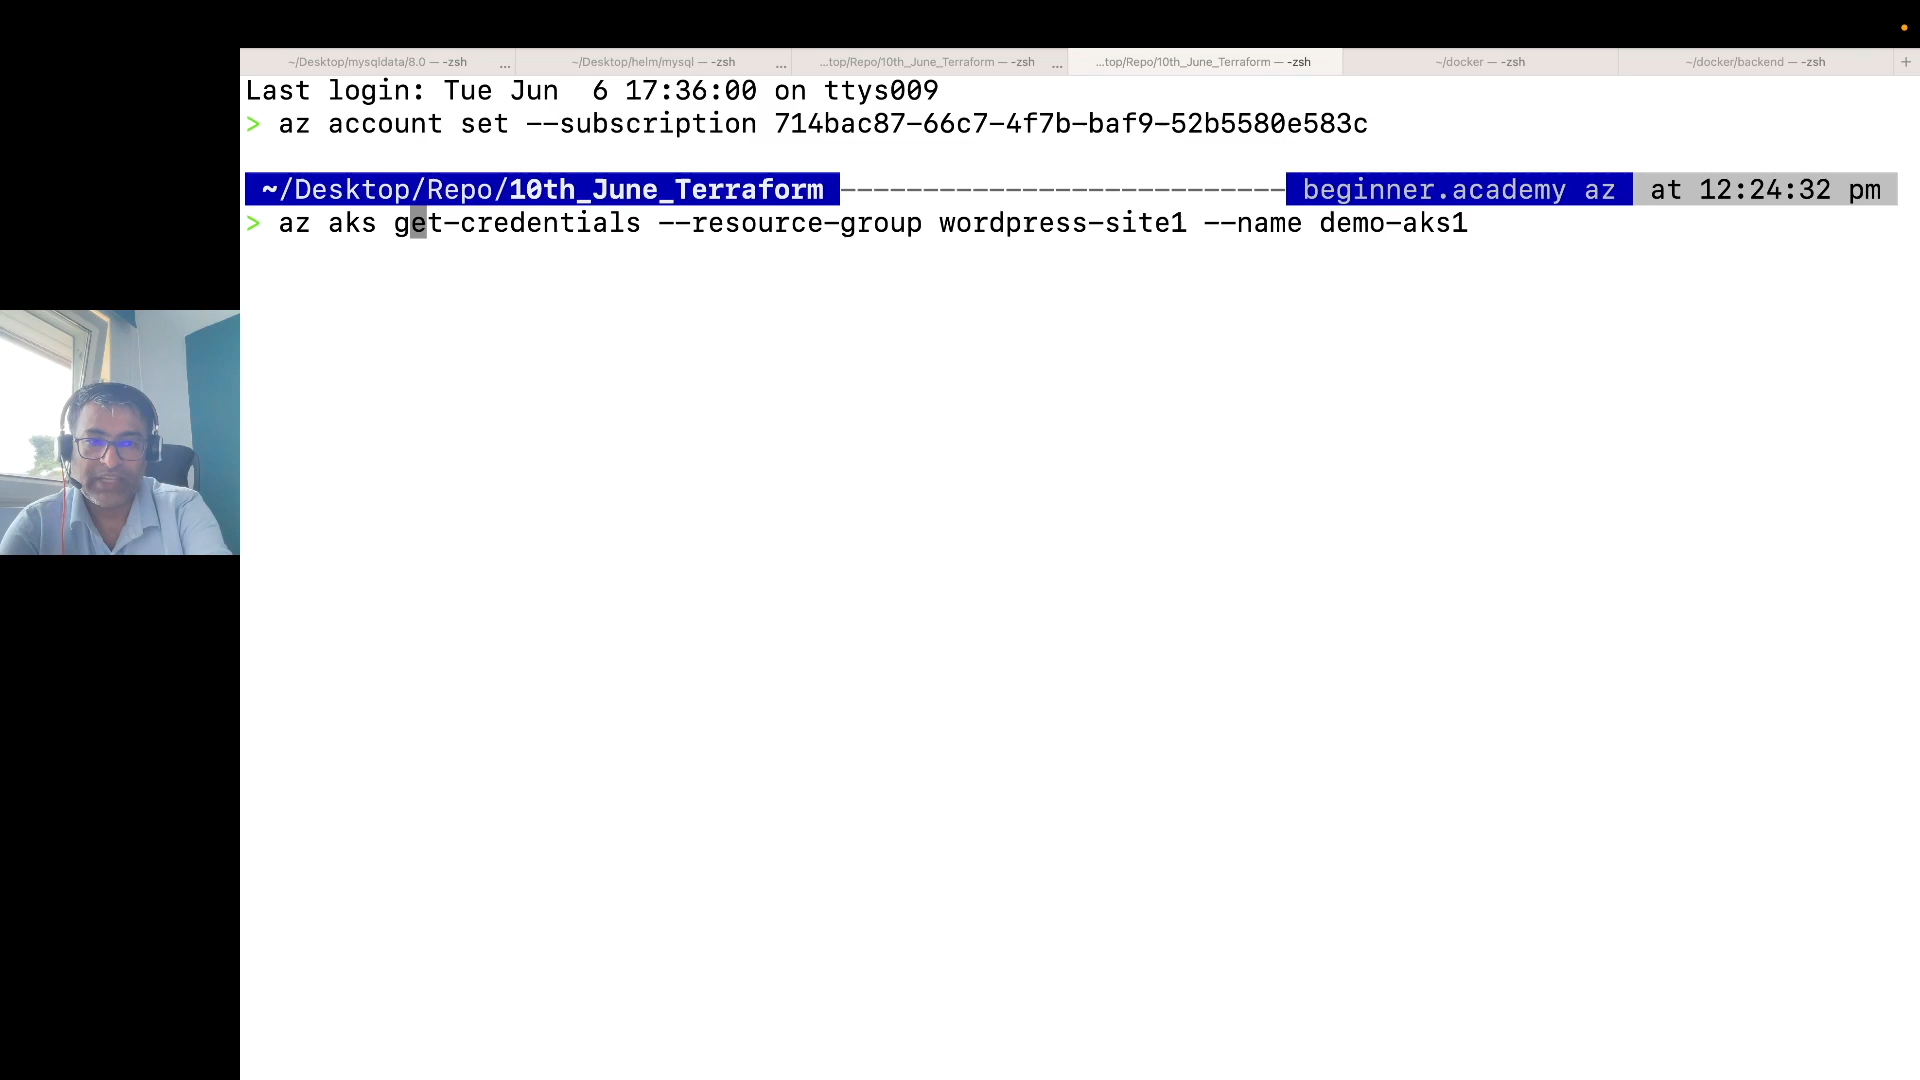 ~/Desktop/mysqldata/8.0 — -zsh ... ~/Desktop/helm/mysql — -zsh ... ...top/Repo/10th_June_Terraform — -zsh ... ...top/Repo/10th_June_Terraform — -zsh ~/docker — -zsh ~/docker/backend — -zsh +
Last login: Tue Jun  6 17:36:00 on ttys009
> az account set --subscription 714bac87-66c7-4f7b-baf9-52b5580e583c
~/Desktop/Repo/10th_June_Terraform --------------------------- beginner.academy az at 12:24:32 pm
> az aks get-credentials --resource-group wordpress-site1 --name demo-aks1